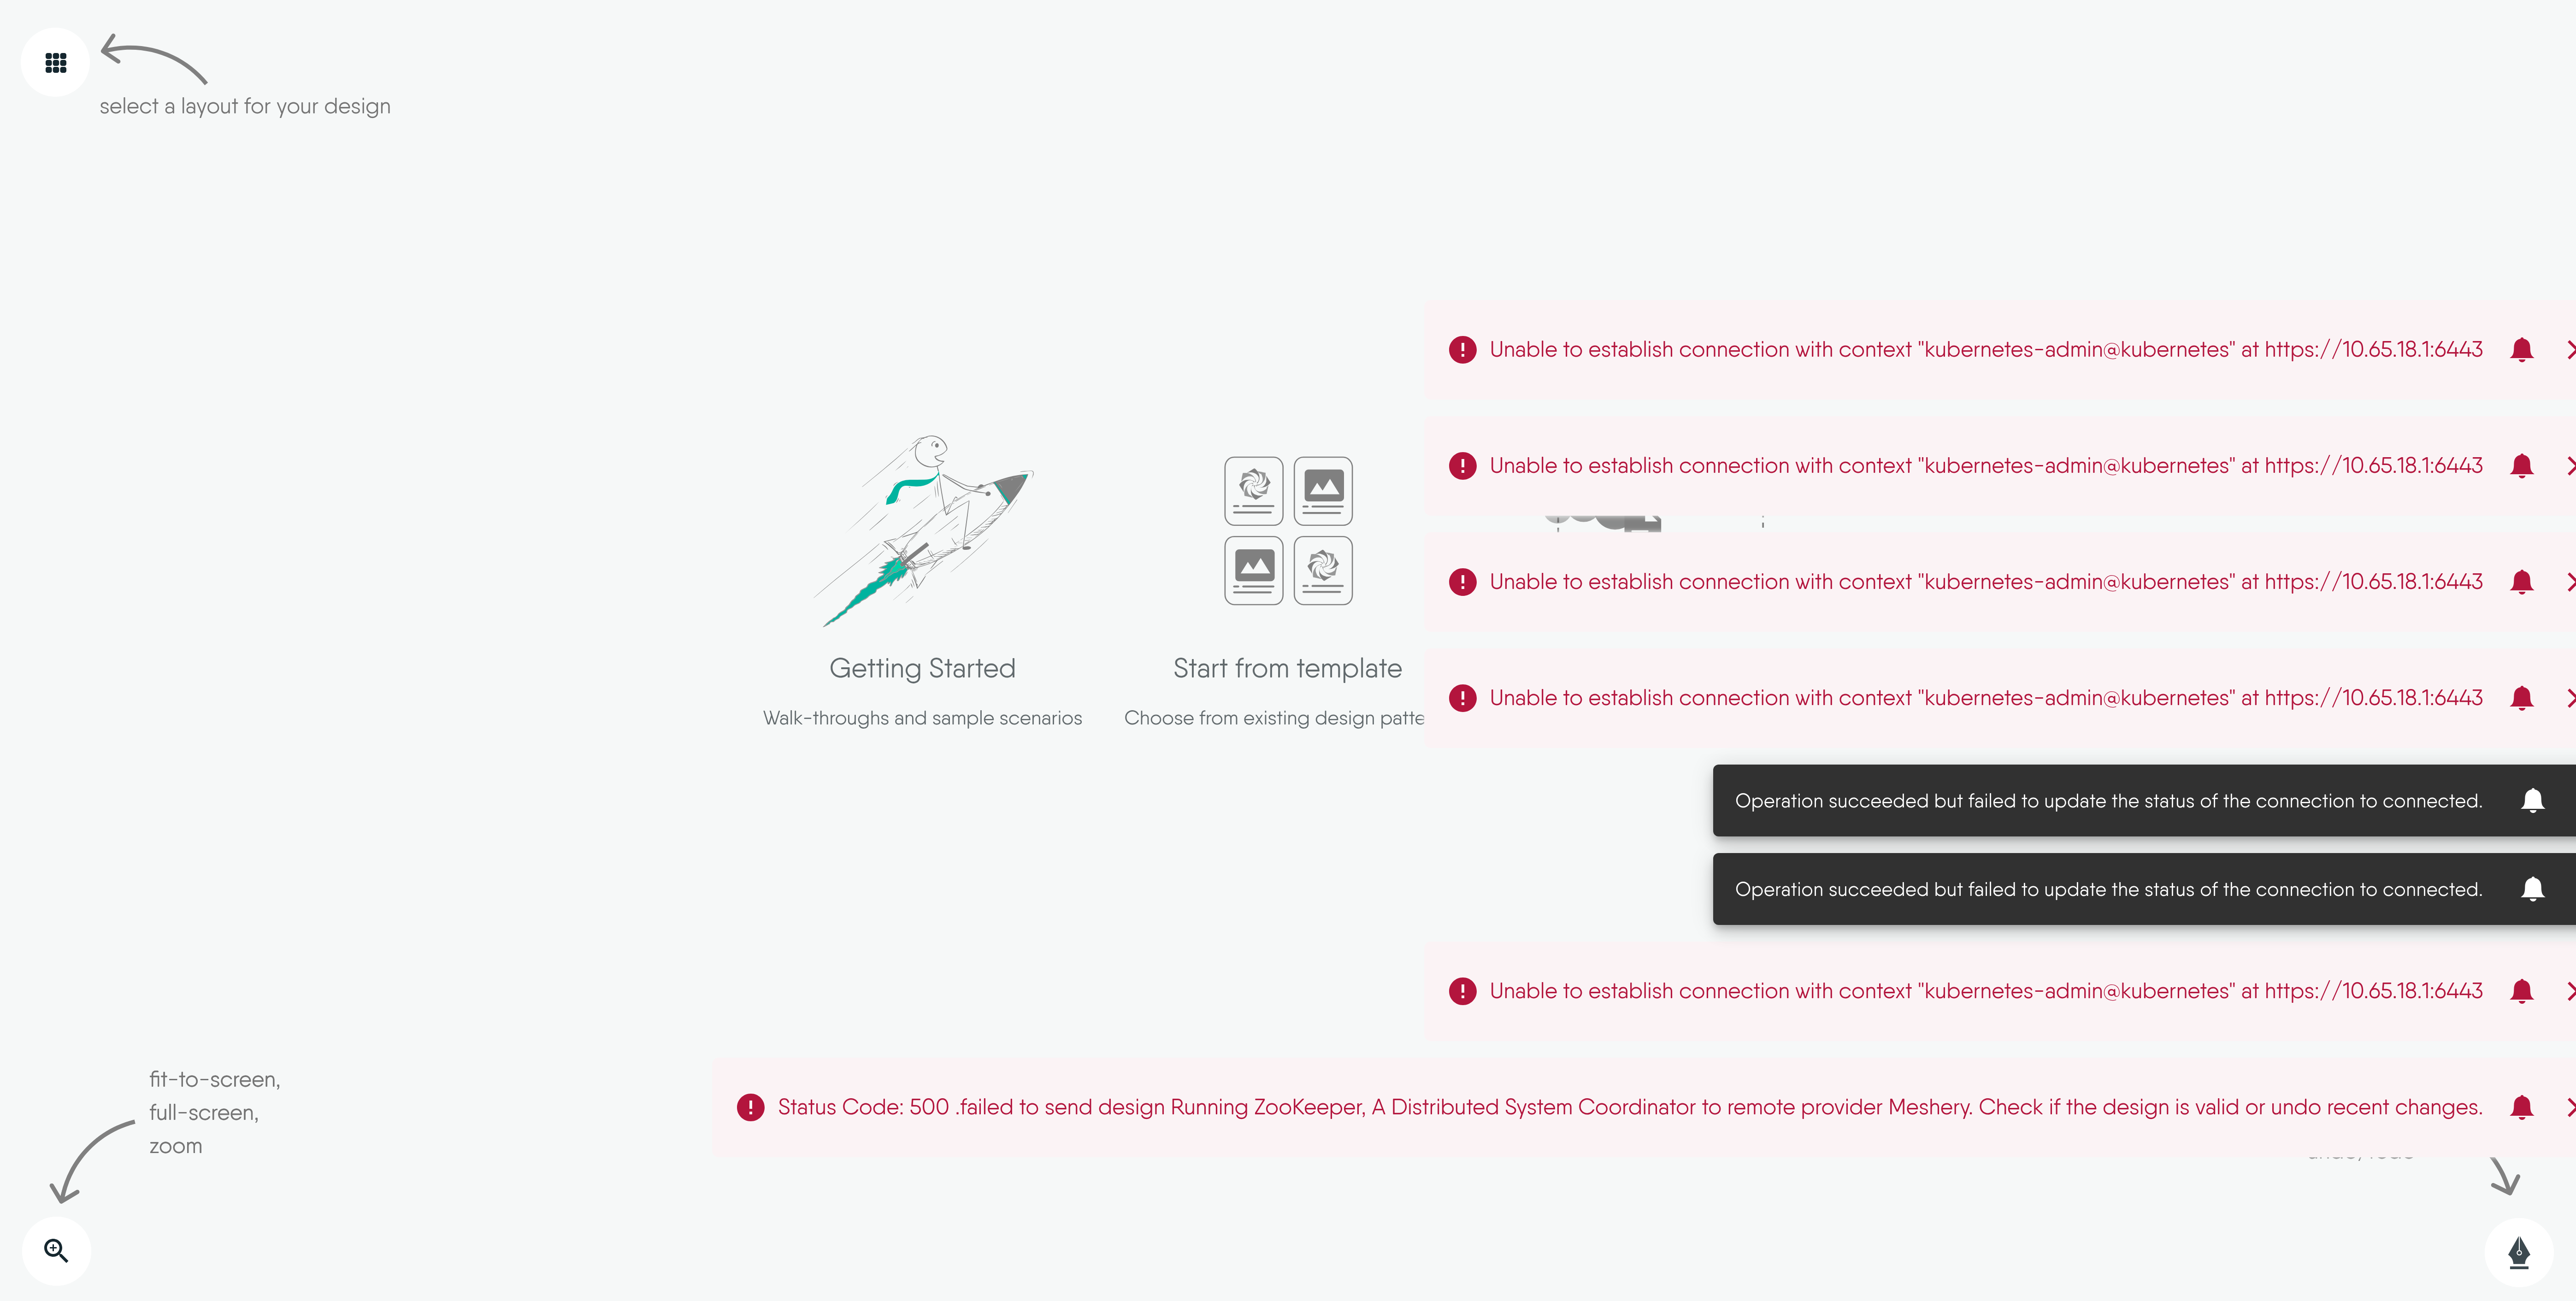 select a layout for your design
Unable to establish connection with context "kubernetes-admin@kubernetes" at https://10.65.18.1:6443
Unable to establish connection with context "kubernetes-admin@kubernetes" at https://10.65.18.1:6443
Unable to establish connection with context "kubernetes-admin@kubernetes" at https://10.65.18.1:6443
Unable to establish connection with context "kubernetes-admin@kubernetes" at https://10.65.18.1:6443
Getting Started
Walk-throughs and sample scenarios
Start from template
Choose from existing design patte
Operation succeeded but failed to update the status of the connection to connected.
Operation succeeded but failed to update the status of the connection to connected.
Unable to establish connection with context "kubernetes-admin@kubernetes" at https://10.65.18.1:6443
Status Code: 500 .failed to send design Running ZooKeeper, A Distributed System Coordinator to remote provider Meshery. Check if the design is valid or undo recent changes.
fit-to-screen,
full-screen,
zoom